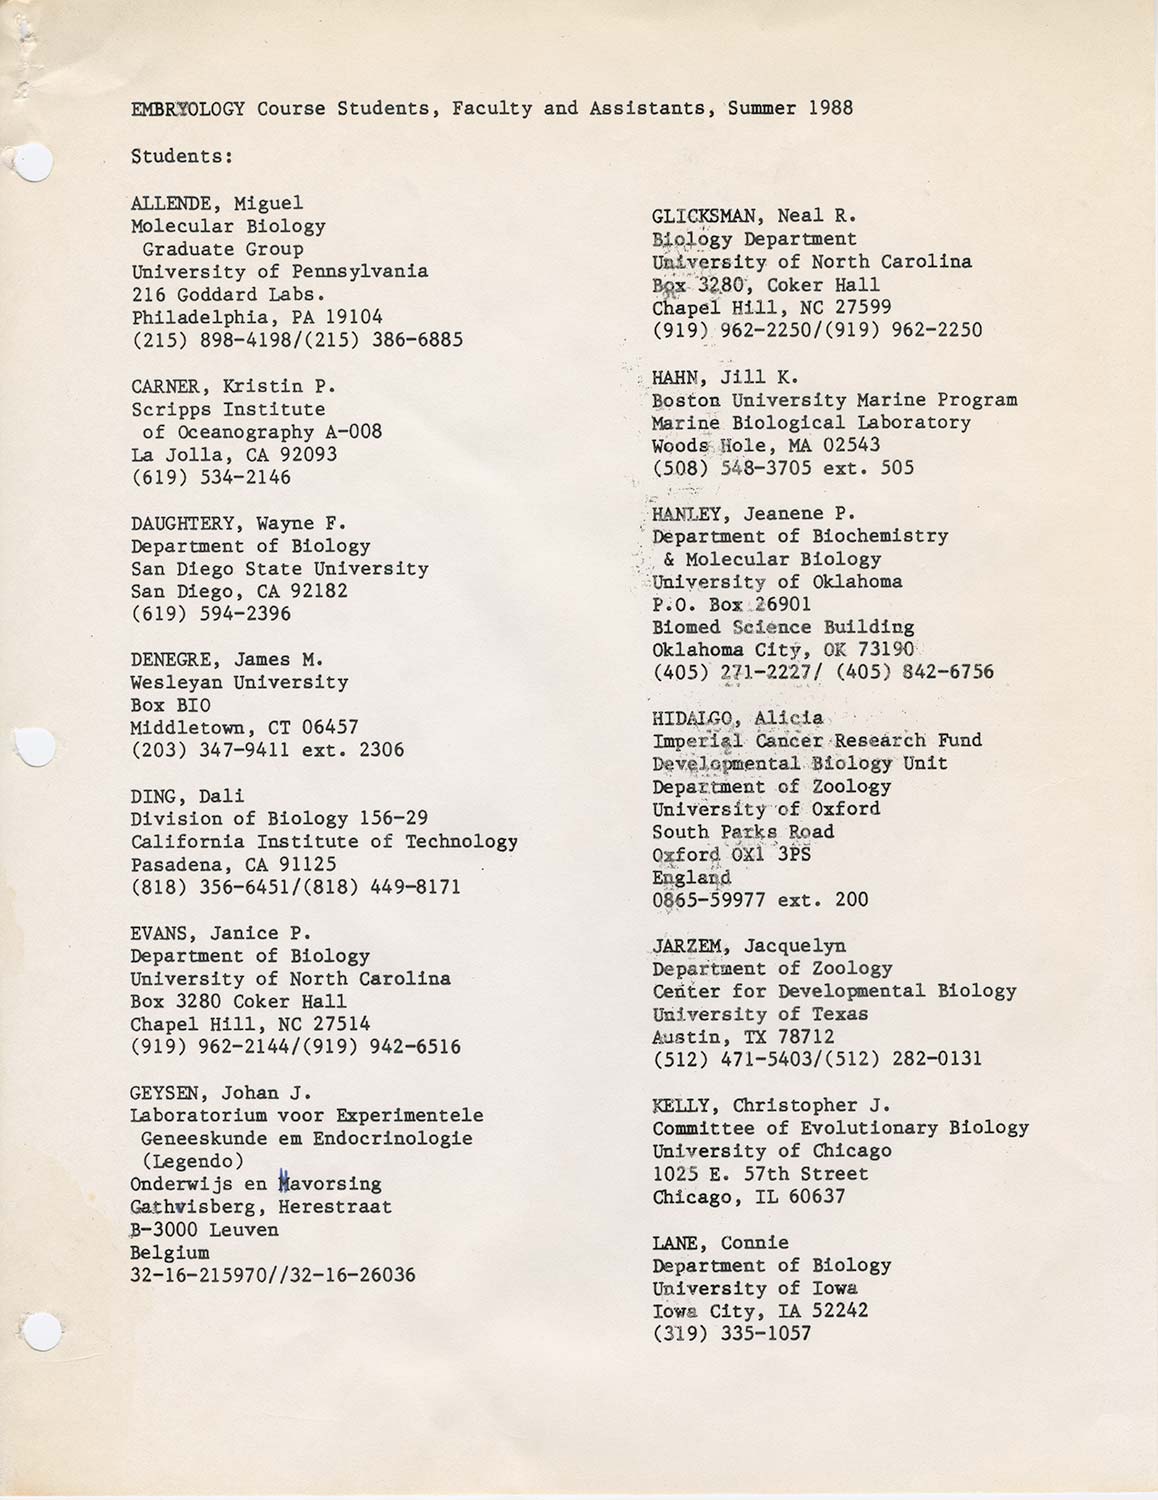 EMBRYOLOGY Course Students, Faculty and Assistants, Summer 1988
Students:
ALLENDE, Miguel
Molecular Biology
Graduate Group
University of Pennsylvania
216 Goddard Labs.
Philadelphia, PA 19104
(215) 898-4198/(215) 386-6885
CARNER, Kristin P.
Scripps Institute
of Oceanography A-008
La Jolla, CA 92093
(619) 534-2146
DAUGHTERY, Wayne F.
Department of Biology
San Diego State University
San Diego, CA 92182
(619) 594-2396
DENEGRE, James M.
Wesleyan University
Box BIO
Middletown, CT 06457
(203) 347-9411 ext. 2306
DING, Dali
Division of Biology 156-29
California Institute of Technology
Pasadena, CA 91125
(818) 356-6451/(818) 449-8171
EVANS, Janice P.
Department of Biology
University of North Carolina
Box 3280 Coker Hall
Chapel Hill, NC 27514
(919) 962-2144/(919) 942-6516
GEYSEN, Johan J.
Laboratorium voor Experimentele
Geneeskunde em Endocrinologie
(Legendo)
Onderwijs en Navorsing
Gathvisberg, Herestraat
B-3000 Leuven
Belgium
32-16-215970//32-16-26036
GLICKSMAN, Neal R.
Biology Department
University of North Carolina
Box 3280, Coker Hall
Chapel Hill, NC 27599
(919) 962-2250/(919) 962-2250
HAHN, Jill K.
Boston University Marine Program
Marine Biological Laboratory
Woods Hole, MA 02543
(508) 548-3705 ext. 505
HANLEY, Jeanene P.
Department of Biochemistry
& Molecular Biology
University of Oklahoma
P.O. Box 26901
Biomed Science Building
Oklahoma City, OK 73190
(405) 271-2227/ (405) 842-6756
HIDALGO, Alicia
Imperial Cancer Research Fund
Developmental Biology Unit
Department of Zoology
University of Oxford
South Parks Road
Oxford OX1 3PS
England
0865-59977 ext. 200
JARZEM, Jacquelyn
Department of Zoology
Center for Developmental Biology
University of Texas
Austin, TX 78712
(512) 471-5403/(512) 282-0131
KELLY, Christopher J.
Committee of Evolutionary Biology
University of Chicago
1025 E. 57th Street
Chicago, IL 60637
LANE, Connie
Department of Biology
University of Iowa
Iowa City, IA 52242
(319) 335-1057